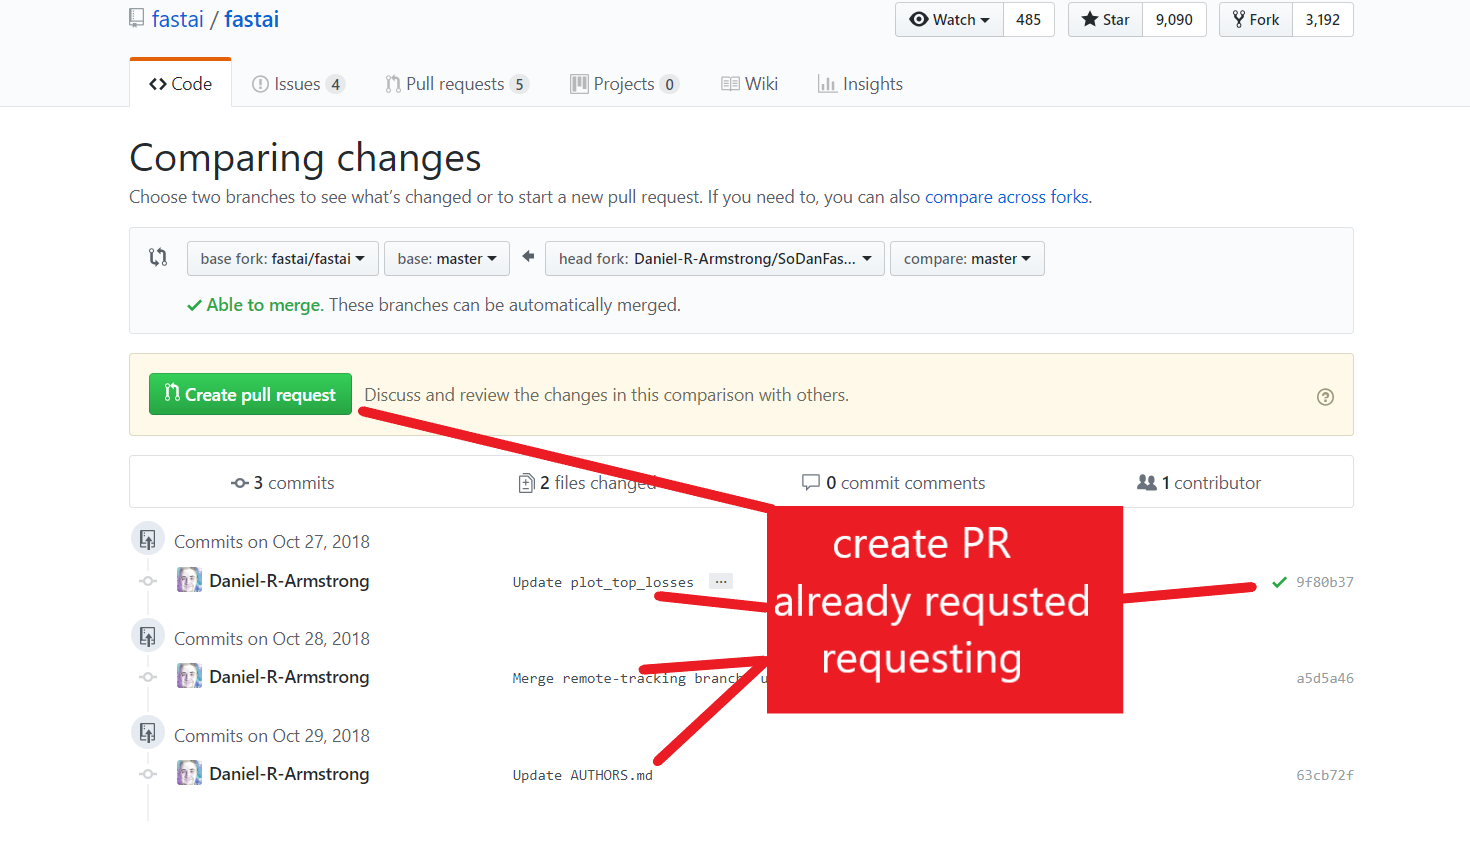 fastai / fastai
Watch 485 Star 9,090 Fork 3,192
Code Issues 4 Pull requests 5 Projects 0 Wiki Insights
Comparing changes
Choose two branches to see what's changed or to start a new pull request. If you need to, you can also compare across forks.
base fork: fastai/fastai base: master head fork: Daniel-R-Armstrong/SoDanFas... compare: master
Able to merge. These branches can be automatically merged.
Create pull request Discuss and review the changes in this comparison with others.
3 commits 2 files changed 0 commit comments 1 contributor
create PR
already requsted
requesting
Commits on Oct 27, 2018
Daniel-R-Armstrong Update plot_top_losses ... 9f80b37
Commits on Oct 28, 2018
Daniel-R-Armstrong Merge remote-tracking branch a5d5a46
Commits on Oct 29, 2018
Daniel-R-Armstrong Update AUTHORS.md 63cb72f